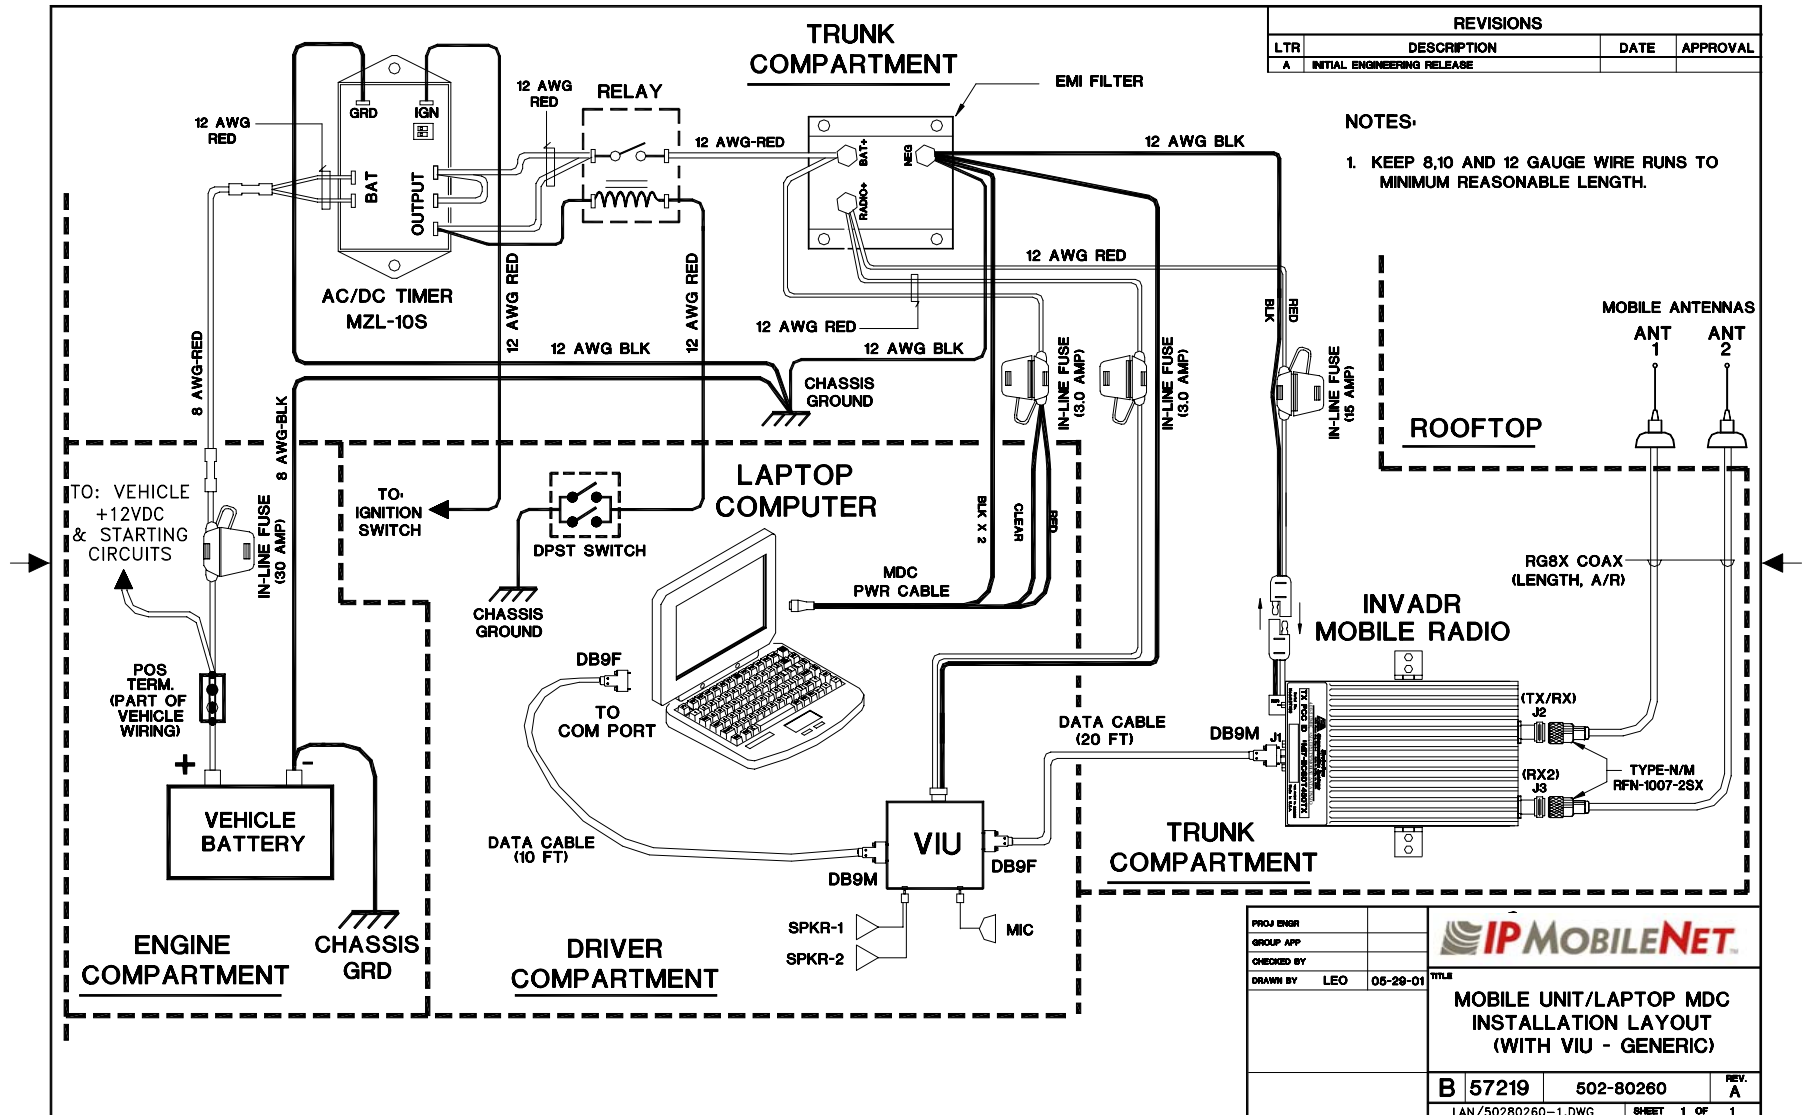 REVISIONS
LTR DESCRIPTION DATE APPROVAL
A INITIAL ENGINEERING RELEASE
TRUNK
COMPARTMENT
EMI FILTER
NOTES:
1. KEEP 8,10 AND 12 GAUGE WIRE RUNS TO
MINIMUM REASONABLE LENGTH.
GRD
IGN
BAT
OUTPUT
AC/DC TIMER
MZL-10S
12 AWG
RED
12 AWG
RED
RELAY
12 AWG-RED
BAT+
NEG
RADIO+
12 AWG BLK
12 AWG RED
12 AWG RED
12 AWG RED
12 AWG RED
12 AWG BLK
12 AWG BLK
8 AWG-RED
8 AWG-BLK
CHASSIS
GROUND
IN-LINE FUSE
(3.0 AMP)
IN-LINE FUSE
(3.0 AMP)
BLK
RED
IN-LINE FUSE
(15 AMP)
MOBILE ANTENNAS
ANT
1
ANT
2
ROOFTOP
RG8X COAX
(LENGTH, A/R)
TO: VEHICLE
+12VDC
& STARTING
CIRCUITS
IN-LINE FUSE
(30 AMP)
TO:
IGNITION
SWITCH
DPST SWITCH
CHASSIS
GROUND
LAPTOP
COMPUTER
BLK X 2
CLEAR
RED
MDC
PWR CABLE
INVADR
MOBILE RADIO
POS
TERM.
(PART OF
VEHICLE
WIRING)
+
-
VEHICLE
BATTERY
CHASSIS
GRD
ENGINE
COMPARTMENT
DB9F
TO
COM PORT
DATA CABLE
(10 FT)
DATA CABLE
(20 FT)
DB9M
J1
TX FCC ID
(TX/RX)
J2
(RX2)
J3
TYPE-N/M
RFN-1007-2SX
VIU
DB9M
DB9F
SPKR-1
SPKR-2
MIC
DRIVER
COMPARTMENT
TRUNK
COMPARTMENT
PROJ ENGR
GROUP APP
CHECKED BY
DRAWN BY LEO 05-29-01
IPMOBILENET
TITLE
MOBILE UNIT/LAPTOP MDC
INSTALLATION LAYOUT
(WITH VIU - GENERIC)
B 57219 502-80260 REV. A
LAN/50280260-1.DWG SHEET 1 OF 1